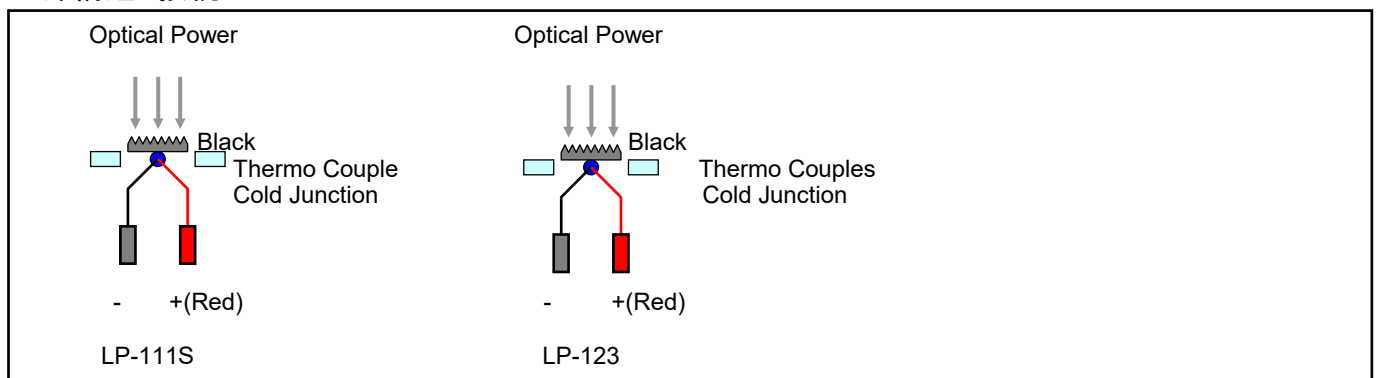 Optical Power
Black
Thermo Couple
Cold Junction
- +(Red)
LP-111S
Optical Power
Black
Thermo Couples
Cold Junction
- +(Red)
LP-123